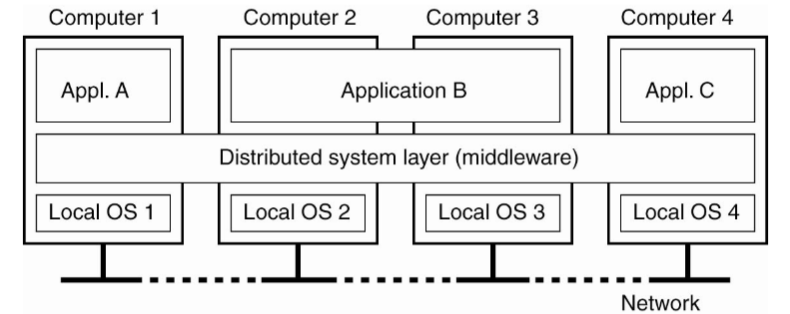 Computer 1 Computer 2 Computer 3 Computer 4
Appl. A Application B Appl. C
Distributed system layer (middleware)
Local OS 1 Local OS 2 Local OS 3 Local OS 4
Network